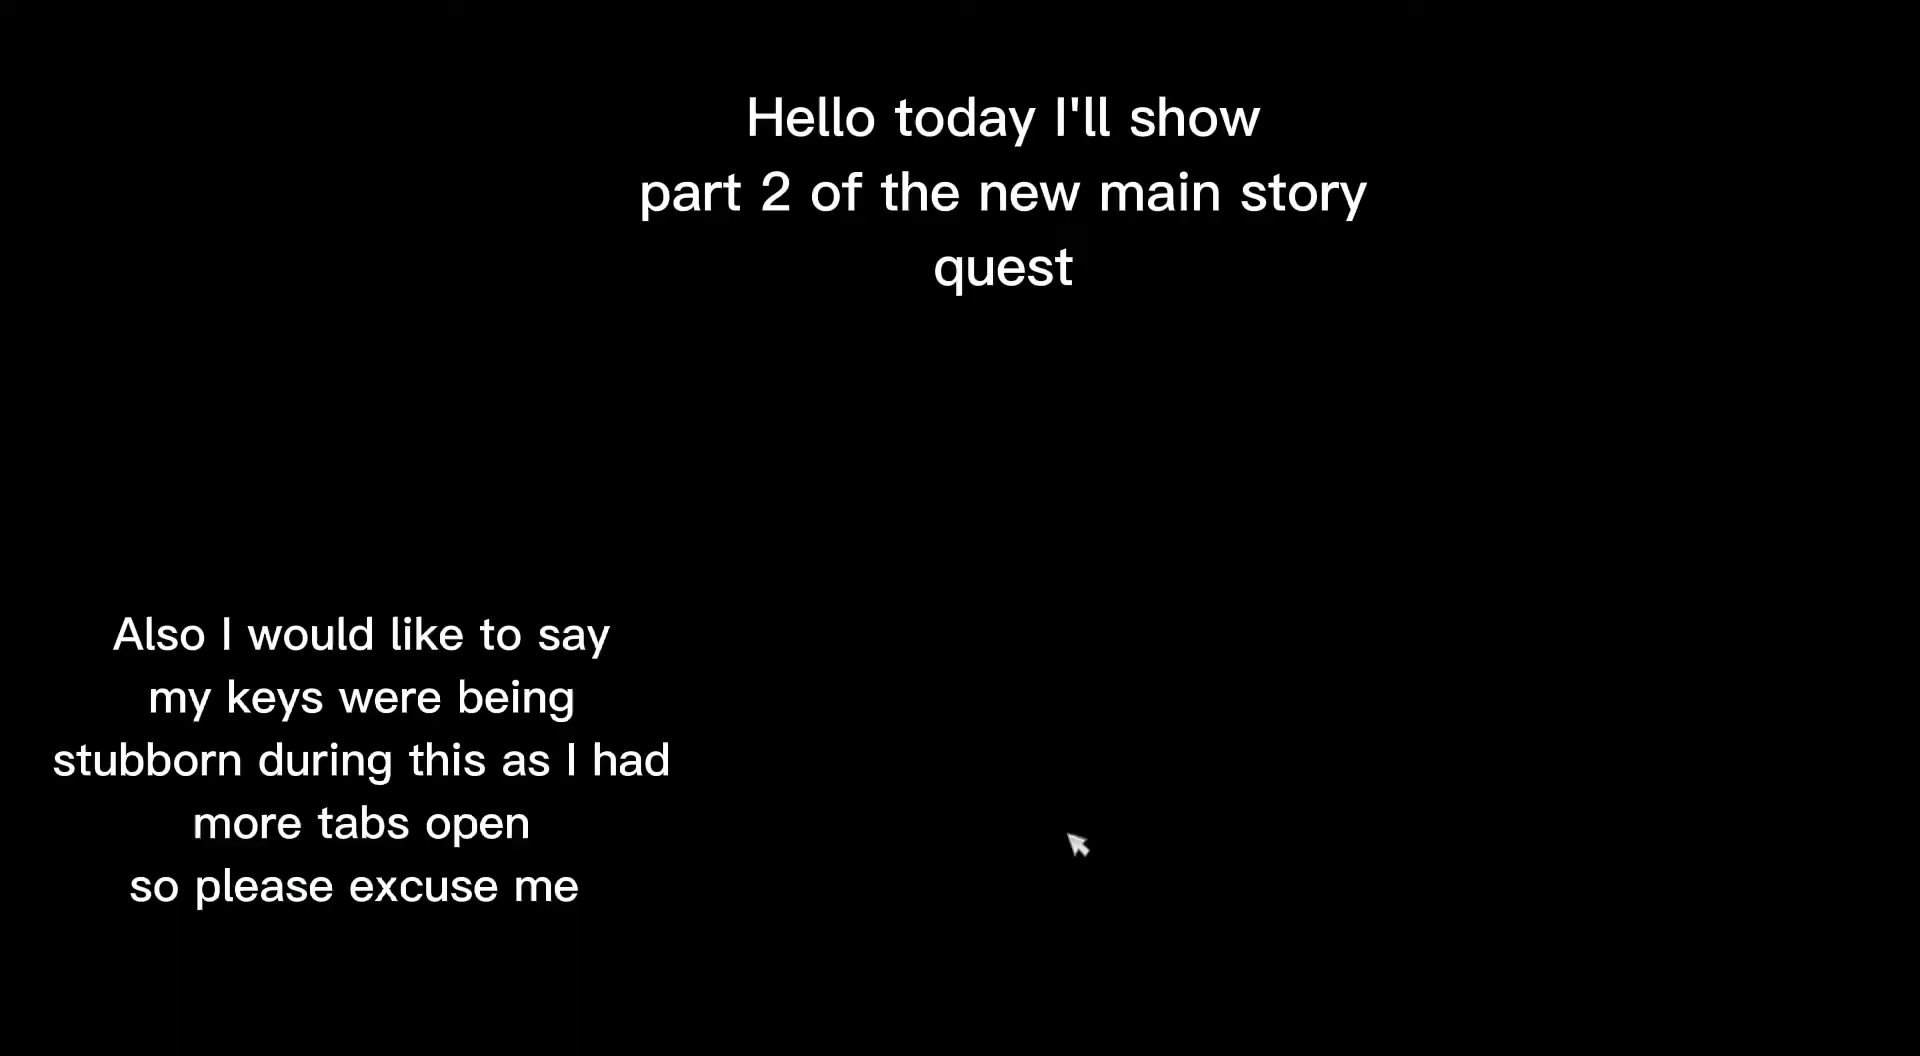 Hello today I'll show
part 2 of the new main story
quest
Also I would like to say
my keys were being
stubborn during this as I had
more tabs open
so please excuse me